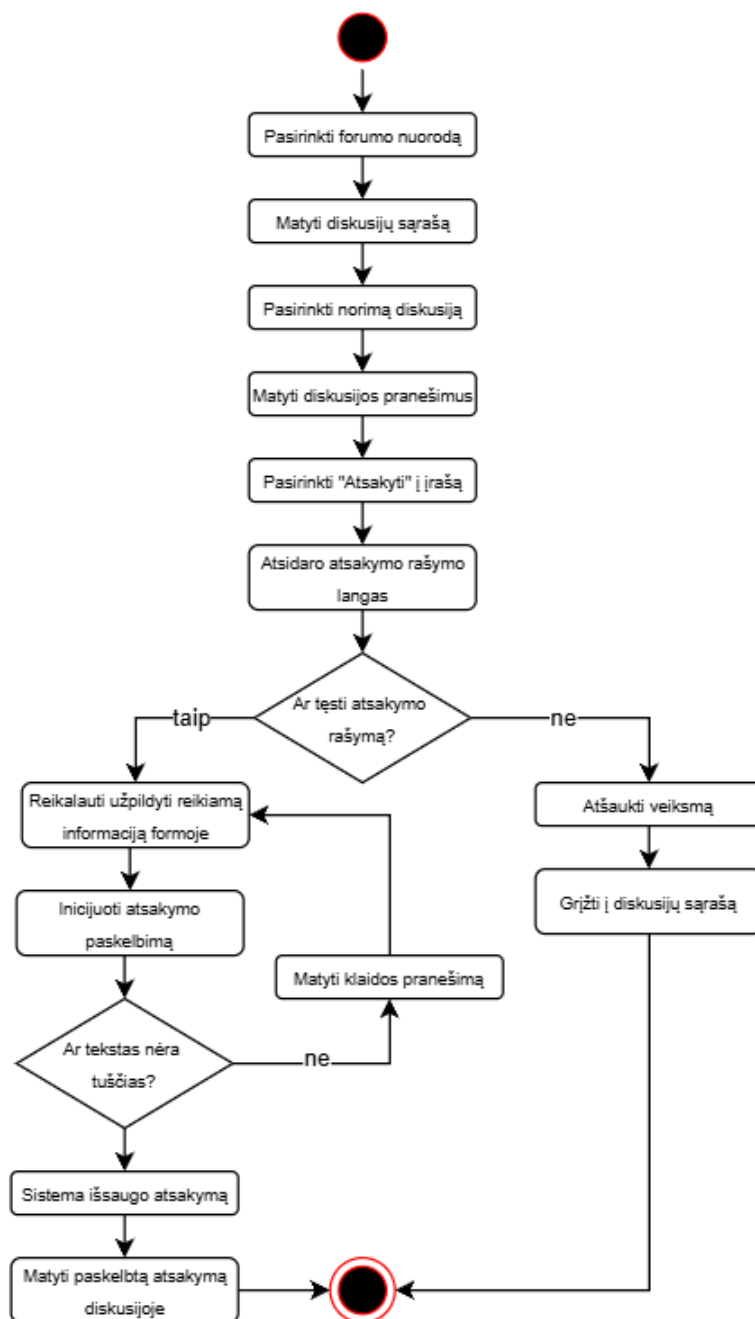 Pasirinkti forumo nuorodą
Matyti diskusijų sąrašą
Pasirinkti norimą diskusiją
Matyti diskusijos pranešimus
Pasirinkti "Atsakyti" į įrašą
Atsidaro atsakymo rašymo
langas
Ar tęsti atsakymo
rašymą?
taip
ne
Reikalauti užpildyti reikiamą
informaciją formoje
Atšaukti veiksmą
Inicijuoti atsakymo
paskelbimą
Grįžti į diskusijų sąrašą
Matyti klaidos pranešimą
Ar tekstas nėra
tuščias?
ne
Sistema išsaugo atsakymą
Matyti paskelbtą atsakymą
diskusijoje